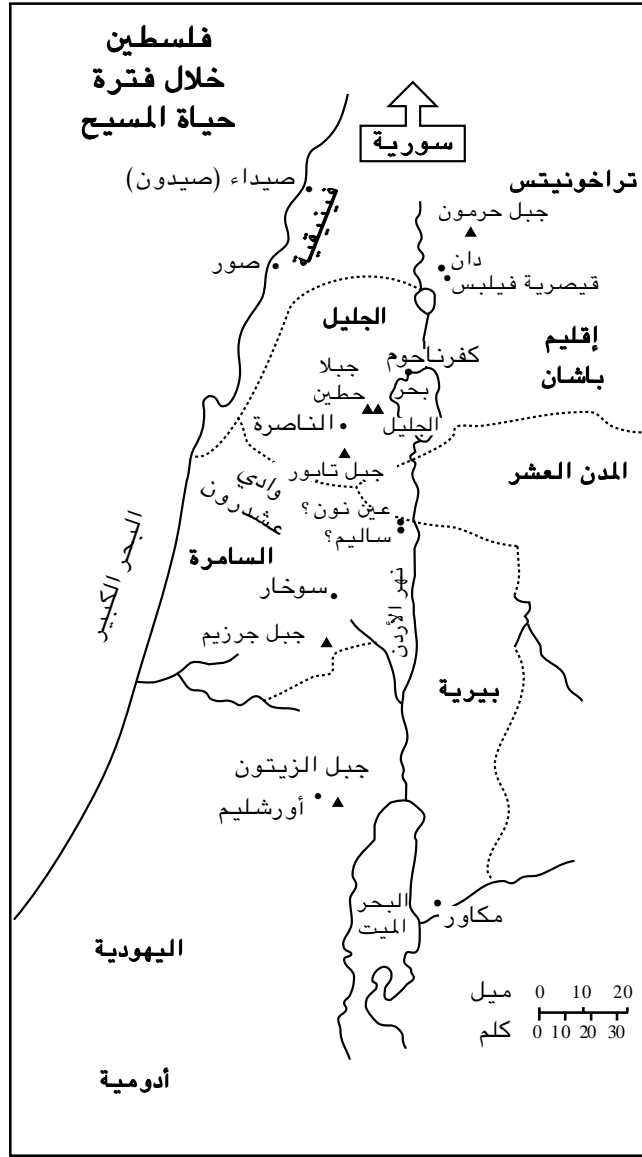 فلسطين
خلال فترة
حياة المسيح
سورية
صيداء (صيدون)
فينيقية
تراخونيتس
جبل حرمون
دان
قيصرية فيلبس
صور
الجليل
إقليم
باشان
كفرناحوم
جبلا
حطين
بحر
الجليل
الناصرة
جبل تابور
المدن العشر
وادي
عشدرون
عين نون؟
ساليم؟
البحر الكبير
السامرة
سوخار
نهر الأردن
جبل جرزيم
بيرية
جبل الزيتون
أورشليم
البحر
الميت
مكاور
اليهودية
ميل 0 10 20
كلم 0 10 20 30
أدومية